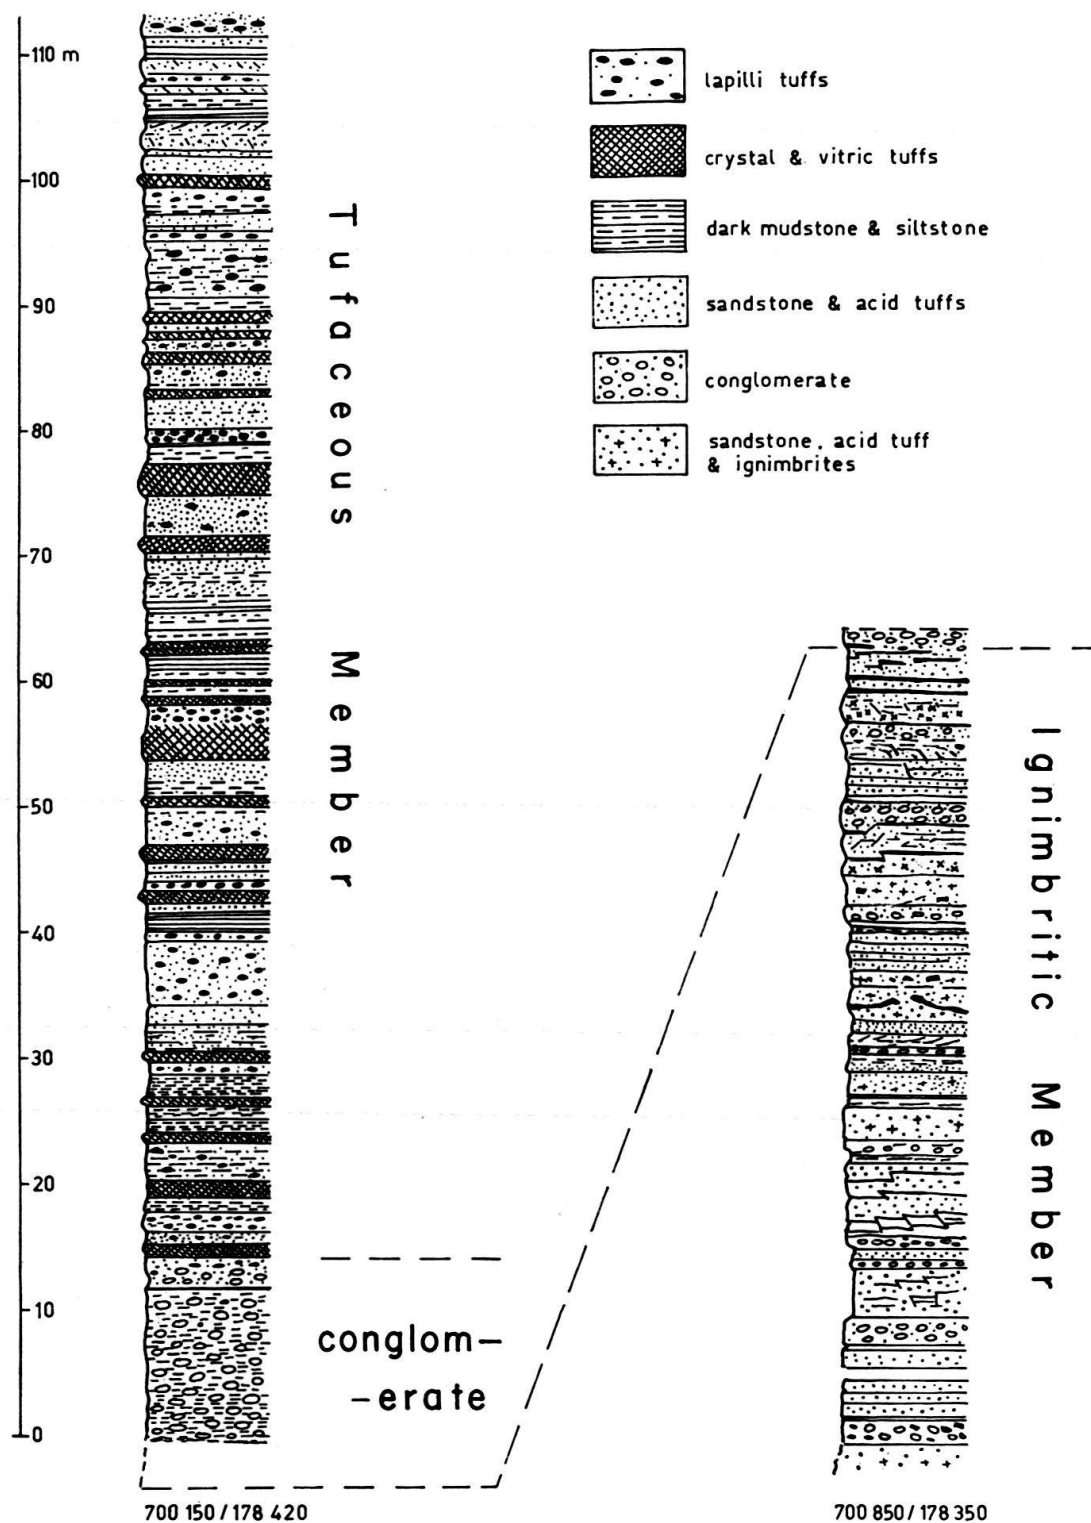 110 m
100
90
80
70
60
50
40
30
20
10
0
Tufaceous Member
conglom-
-erate
700 150 / 178 420
lapilli tuffs
crystal & vitric tuffs
dark mudstone & siltstone
sandstone & acid tuffs
conglomerate
sandstone, acid tuff
& ignimbrites
Ignimbritic Member
700 850 / 178 350